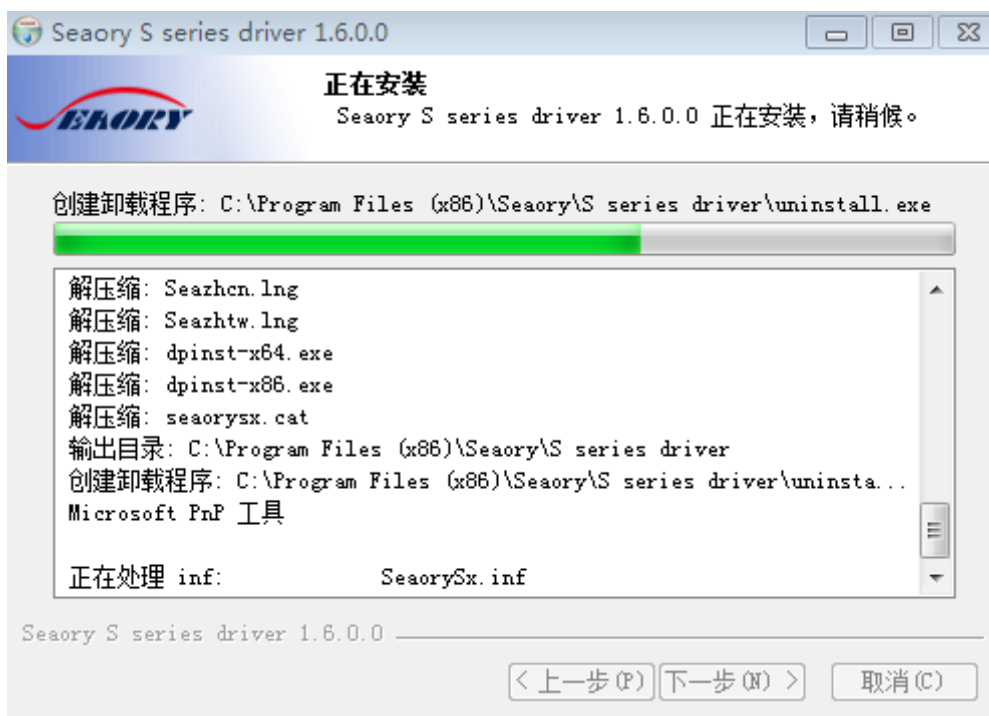 Seaory S series driver 1.6.0.0
SEAORY
正在安装
Seaory S series driver 1.6.0.0 正在安装，请稍候。
创建卸载程序: C:\Program Files (x86)\Seaory\S series driver\uninstall.exe
解压缩: Seazhcn.lng
解压缩: Seazhtw.lng
解压缩: dpinst-x64.exe
解压缩: dpinst-x86.exe
解压缩: seaorysx.cat
输出目录: C:\Program Files (x86)\Seaory\S series driver
创建卸载程序: C:\Program Files (x86)\Seaory\S series driver\uninsta...
Microsoft PnP 工具
正在处理 inf: SeaorySx.inf
Seaory S series driver 1.6.0.0
< 上一步(P) 下一步(N) > 取消(C)